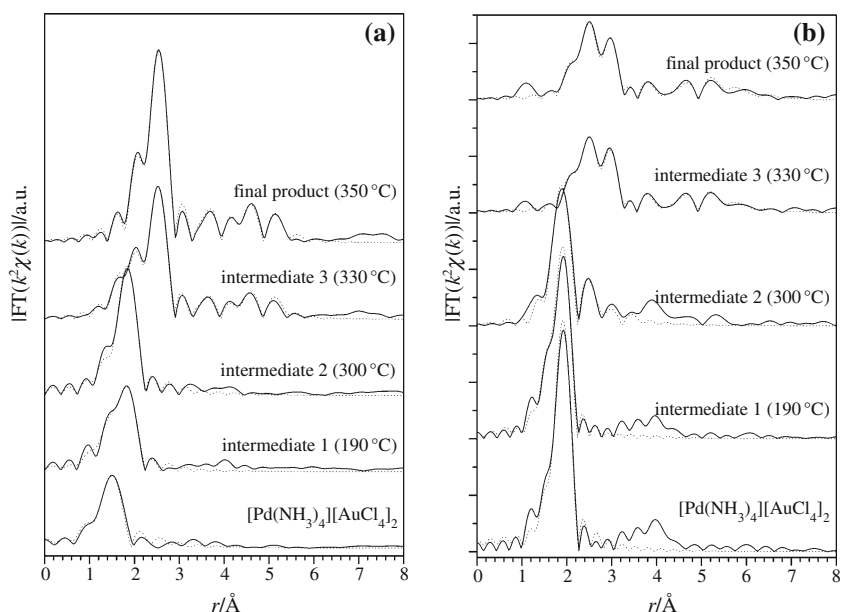 (a)
final product (350 °C)
intermediate 3 (330 °C)
intermediate 2 (300 °C)
intermediate 1 (190 °C)
[Pd(NH3)4][AuCl4]2
|FT(k²χ(k))|/a.u.
0 1 2 3 4 5 6 7 8
r/Å
(b)
final product (350 °C)
intermediate 3 (330 °C)
intermediate 2 (300 °C)
intermediate 1 (190 °C)
[Pd(NH3)4][AuCl4]2
|FT(k²χ(k))|/a.u.
0 1 2 3 4 5 6 7 8
r/Å